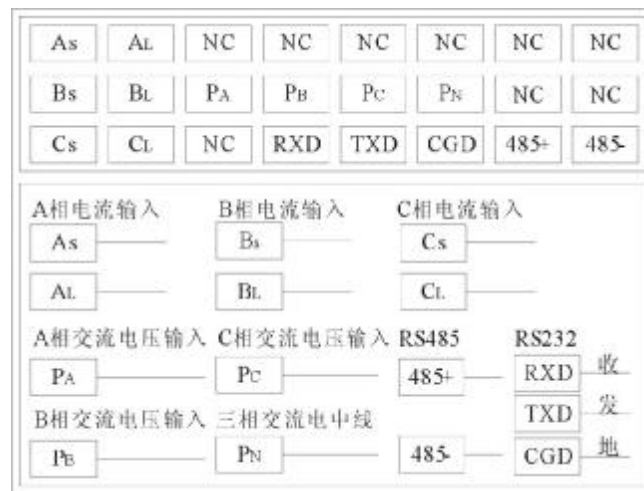 As AL NC NC NC NC NC NC
Bs BL PA PB PC PN NC NC
Cs CL NC RXD TXD CGD 485+ 485-
A相电流输入 B相电流输入 C相电流输入
As Bs Cs
AL BL CL
A相交流电压输入 C相交流电压输入 RS485 RS232
PA PC 485+ RXD 收
TXD 发
B相交流电压输入 三相交流电中线
PB PN 485- CGD 地